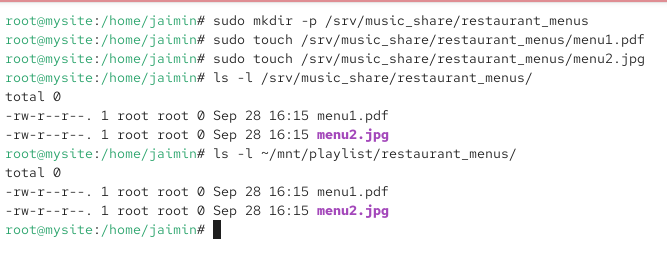 root@mysite:/home/jaimin# sudo mkdir -p /srv/music_share/restaurant_menus
root@mysite:/home/jaimin# sudo touch /srv/music_share/restaurant_menus/menu1.pdf
root@mysite:/home/jaimin# sudo touch /srv/music_share/restaurant_menus/menu2.jpg
root@mysite:/home/jaimin# ls -l /srv/music_share/restaurant_menus/
total 0
-rw-r--r--. 1 root root 0 Sep 28 16:15 menu1.pdf
-rw-r--r--. 1 root root 0 Sep 28 16:15 menu2.jpg
root@mysite:/home/jaimin# ls -l ~/mnt/playlist/restaurant_menus/
total 0
-rw-r--r--. 1 root root 0 Sep 28 16:15 menu1.pdf
-rw-r--r--. 1 root root 0 Sep 28 16:15 menu2.jpg
root@mysite:/home/jaimin#